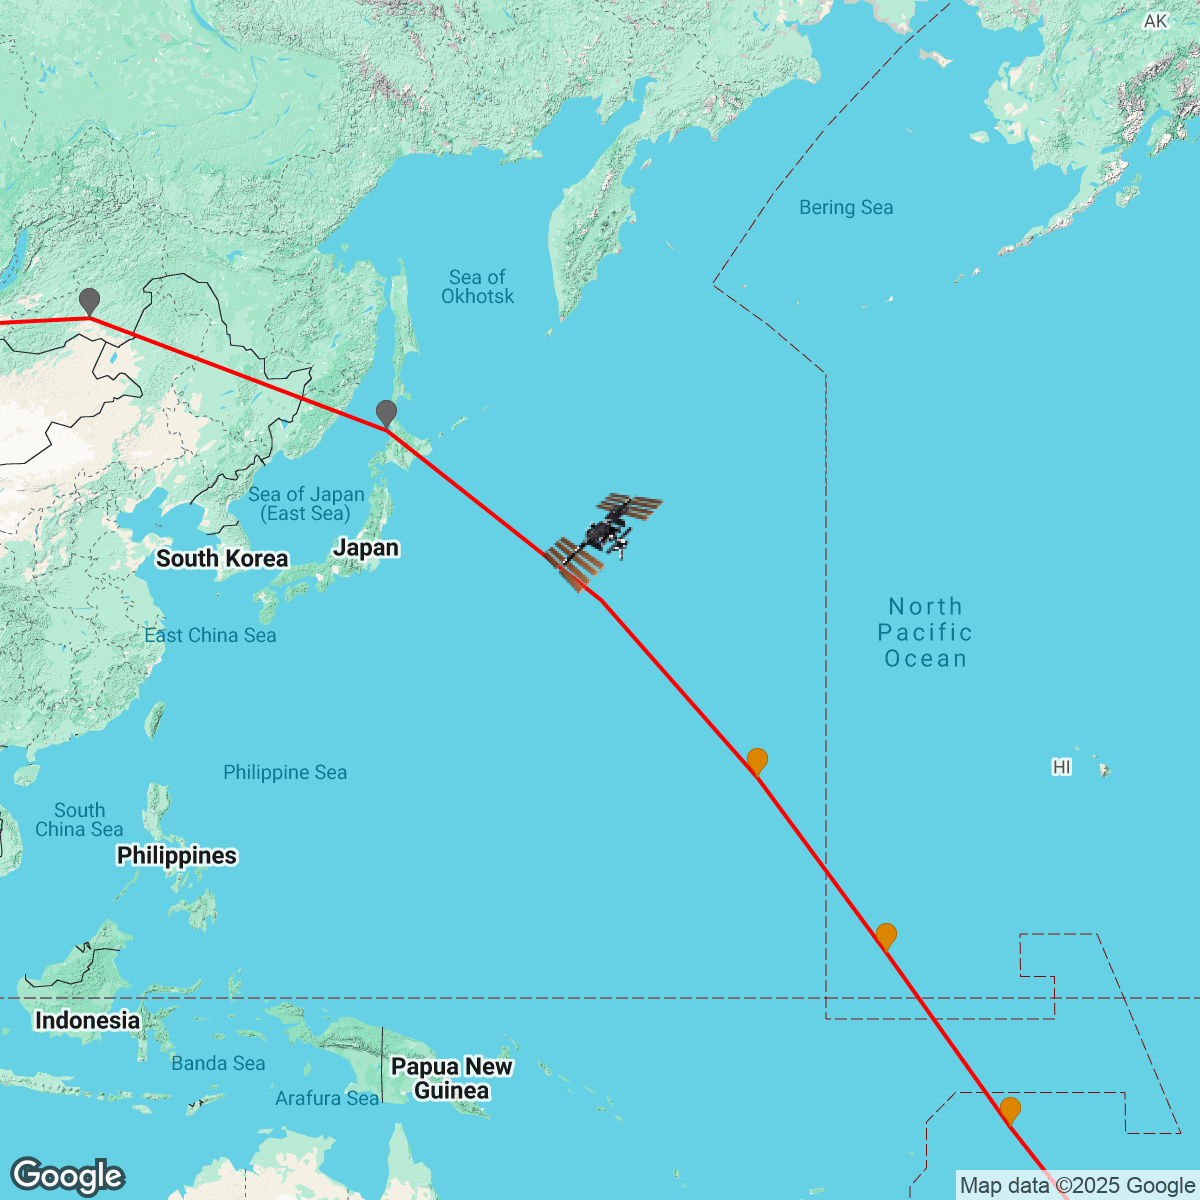 AK
Bering Sea
Sea of
Okhotsk
Sea of Japan
(East Sea)
Japan
South Korea
North
Pacific
Ocean
East China Sea
HI
Philippine Sea
South
China Sea
Philippines
Indonesia
Banda Sea
Papua New
Guinea
Arafura Sea
Google
Map data ©2025 Google